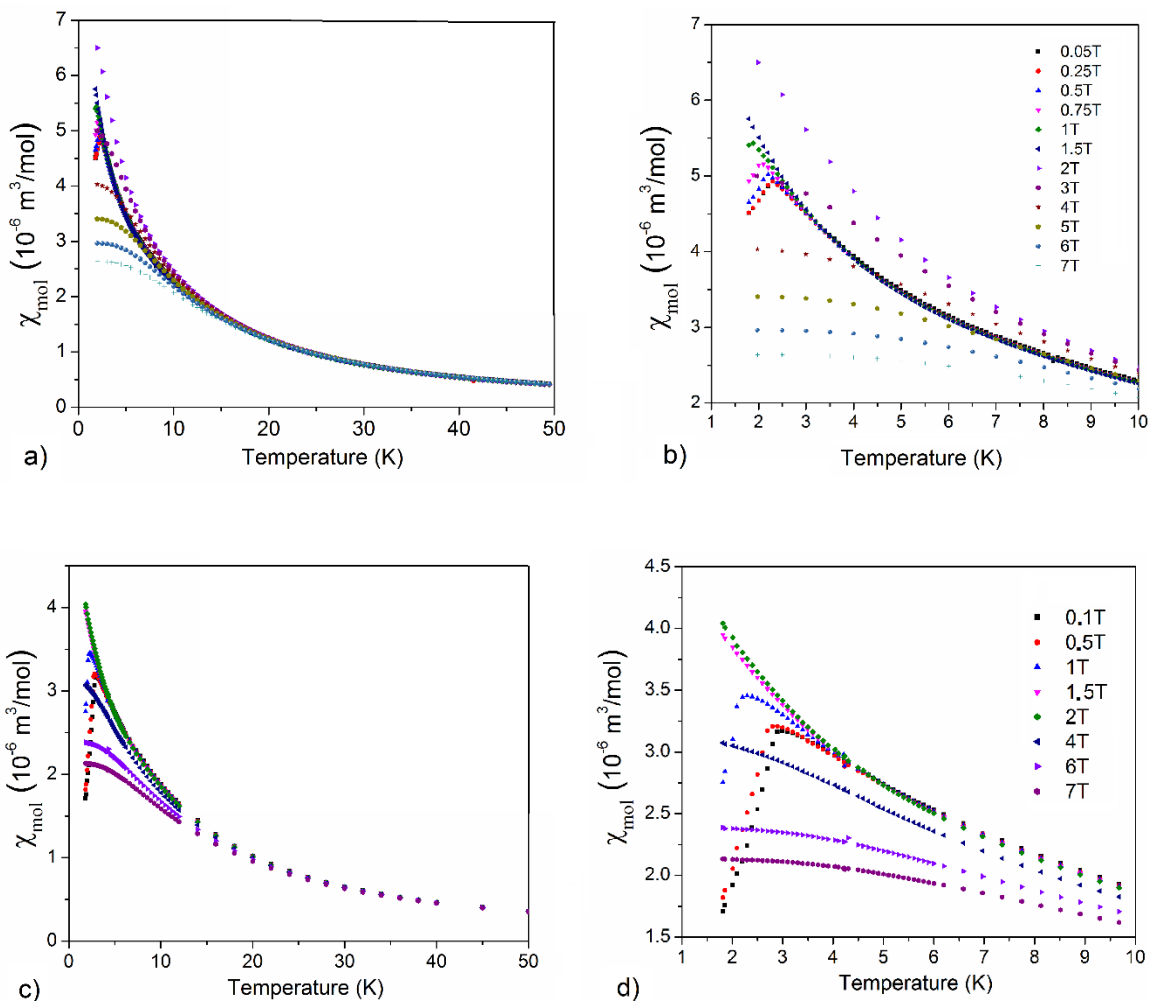 7
6
5
4
3
2
1
0
0
10
20
30
40
50
χmol (10-6 m3/mol)
Temperature (K)
a)
7
6
5
4
3
2
1
2
3
4
5
6
7
8
9
10
χmol (10-6 m3/mol)
Temperature (K)
b)
0.05T
0.25T
0.5T
0.75T
1T
1.5T
2T
3T
4T
5T
6T
7T
4
3
2
1
0
0
5
10
15
20
25
30
35
40
45
50
χmol (10-6 m3/mol)
Temperature (K)
c)
4.5
4.0
3.5
3.0
2.5
2.0
1.5
1
2
3
4
5
6
7
8
9
10
χmol (10-6 m3/mol)
Temperature (K)
d)
0.1T
0.5T
1T
1.5T
2T
4T
6T
7T